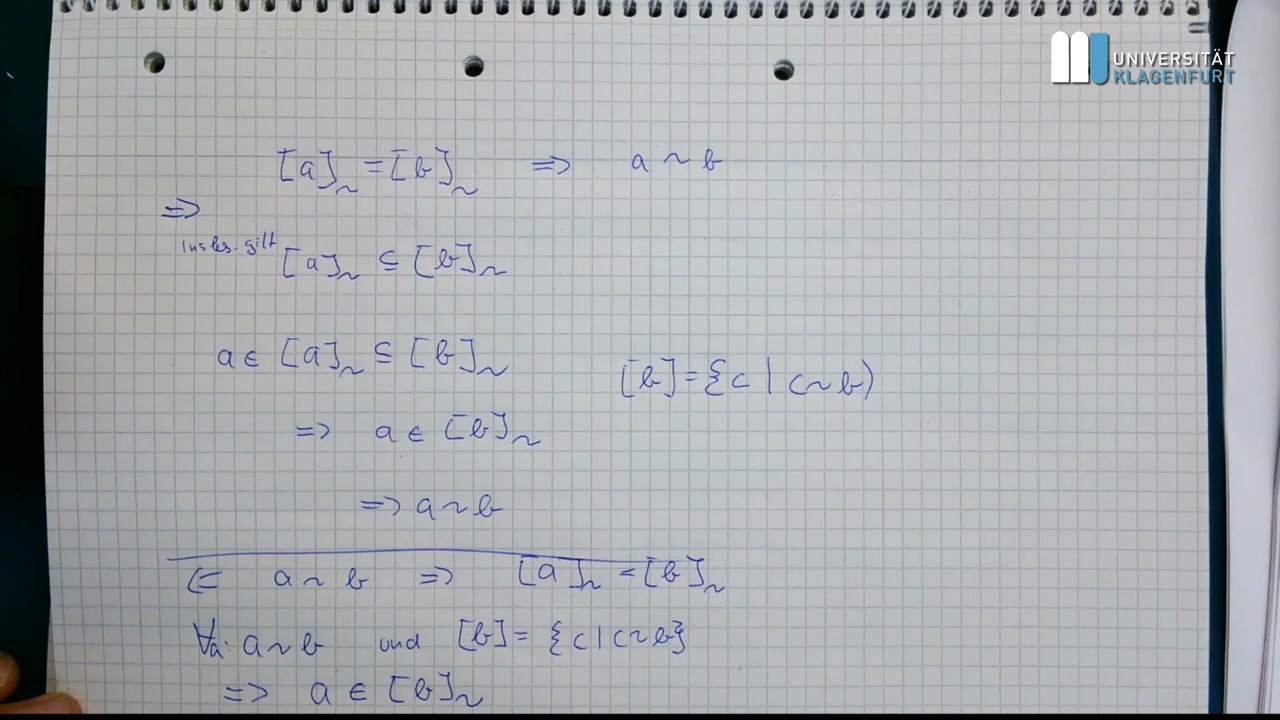 UNIVERSITÄT
KLAGENFURT
[a]~ = [b]~ ⇒ a ~ b
⇒
insbes. gilt [a]~ ⊆ [b]~
a ∈ [a]~ ⊆ [b]~
[b] = {c | c ~ b)
⇒ a ∈ [b]~
⇒ a ~ b
⇐ a ~ b ⇒ [a]~ = [b]~
∀a: a ~ b und [b] = {c | c ~ b}
⇒ a ∈ [b]~